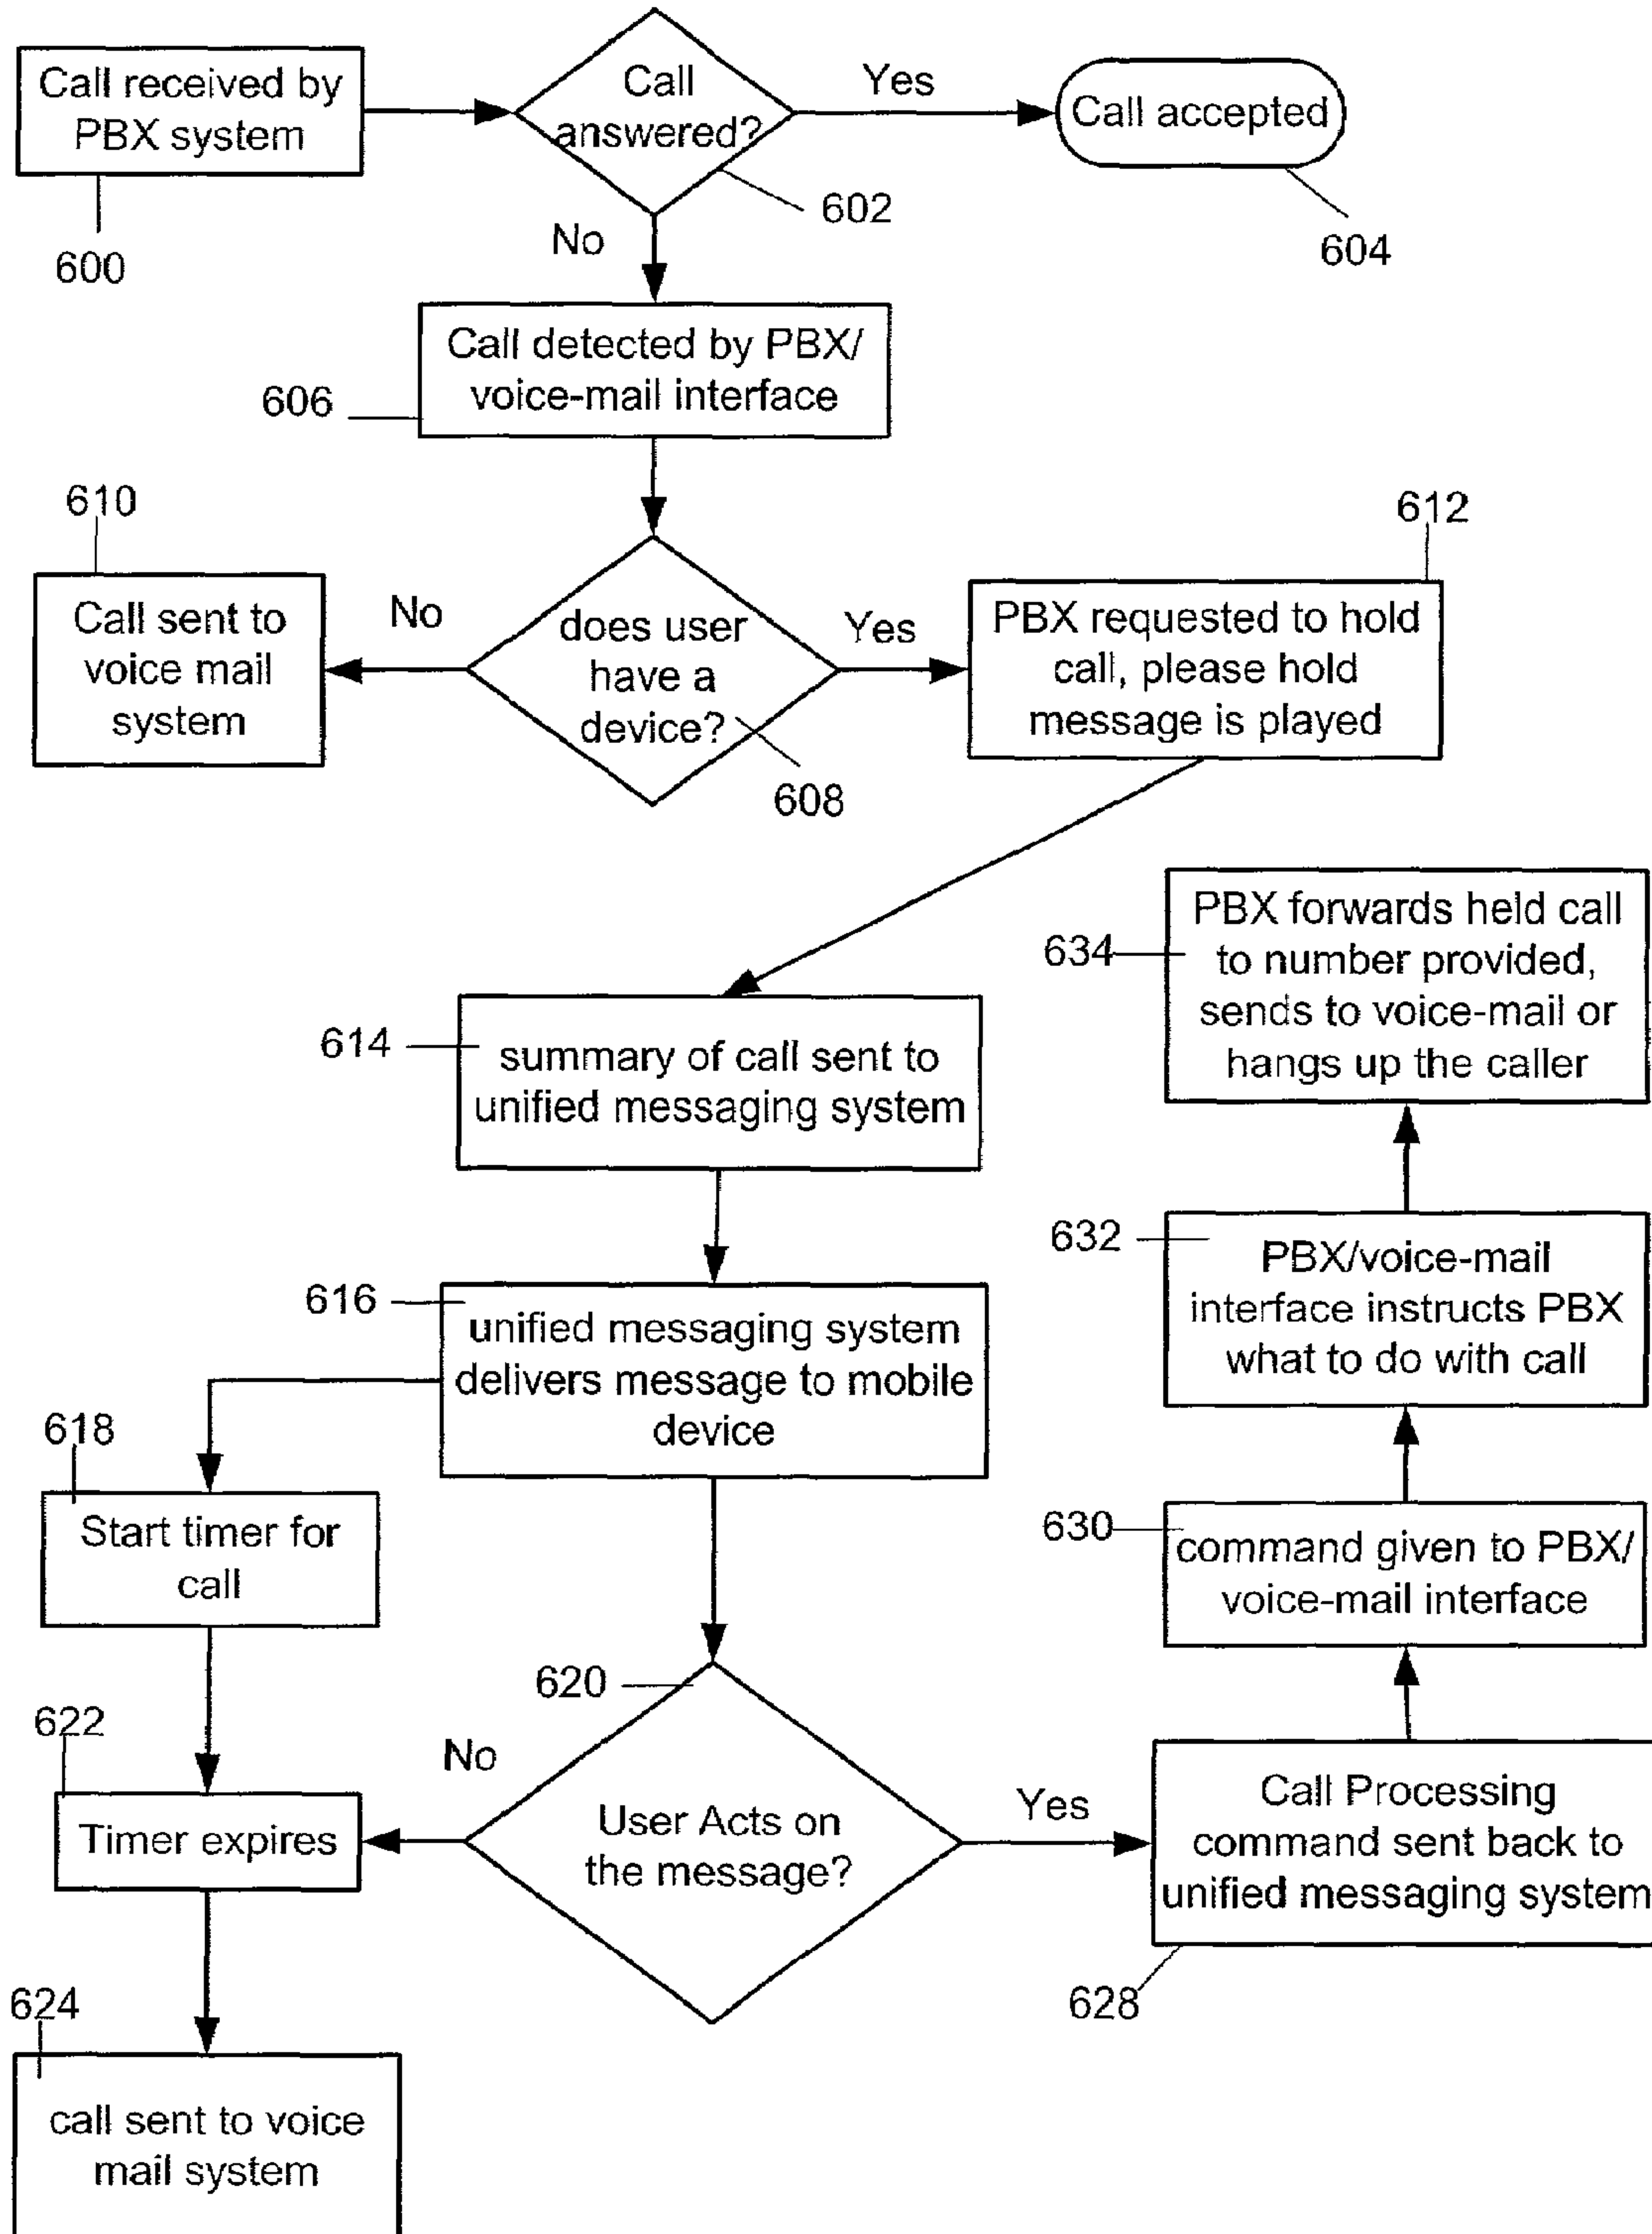 Call received by
PBX system
600
Call
answered?
602
Yes
No
Call accepted
604
Call detected by PBX/
voice-mail interface
606
610
Call sent to
voice mail
system
No
does user
have a
device?
608
Yes
612
PBX requested to hold
call, please hold
message is played
614
summary of call sent to
unified messaging system
616
unified messaging system
delivers message to mobile
device
618
Start timer for
call
620
User Acts on
the message?
No
Yes
622
Timer expires
624
call sent to voice
mail system
Call Processing
command sent back to
unified messaging system
628
630
command given to PBX/
voice-mail interface
632
PBX/voice-mail
interface instructs PBX
what to do with call
634
PBX forwards held call
to number provided,
sends to voice-mail or
hangs up the caller